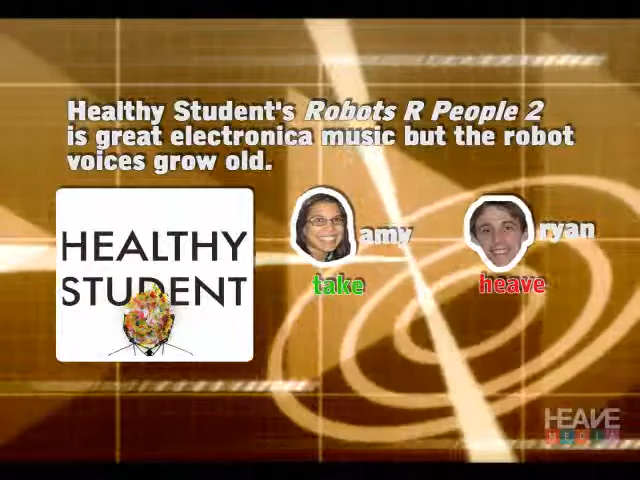 Healthy Student's Robots R People 2
is great electronica music but the robot
voices grow old.
HEALTHY
STUDENT
amy
ryan
take
heave
HEAVE
MEDIA